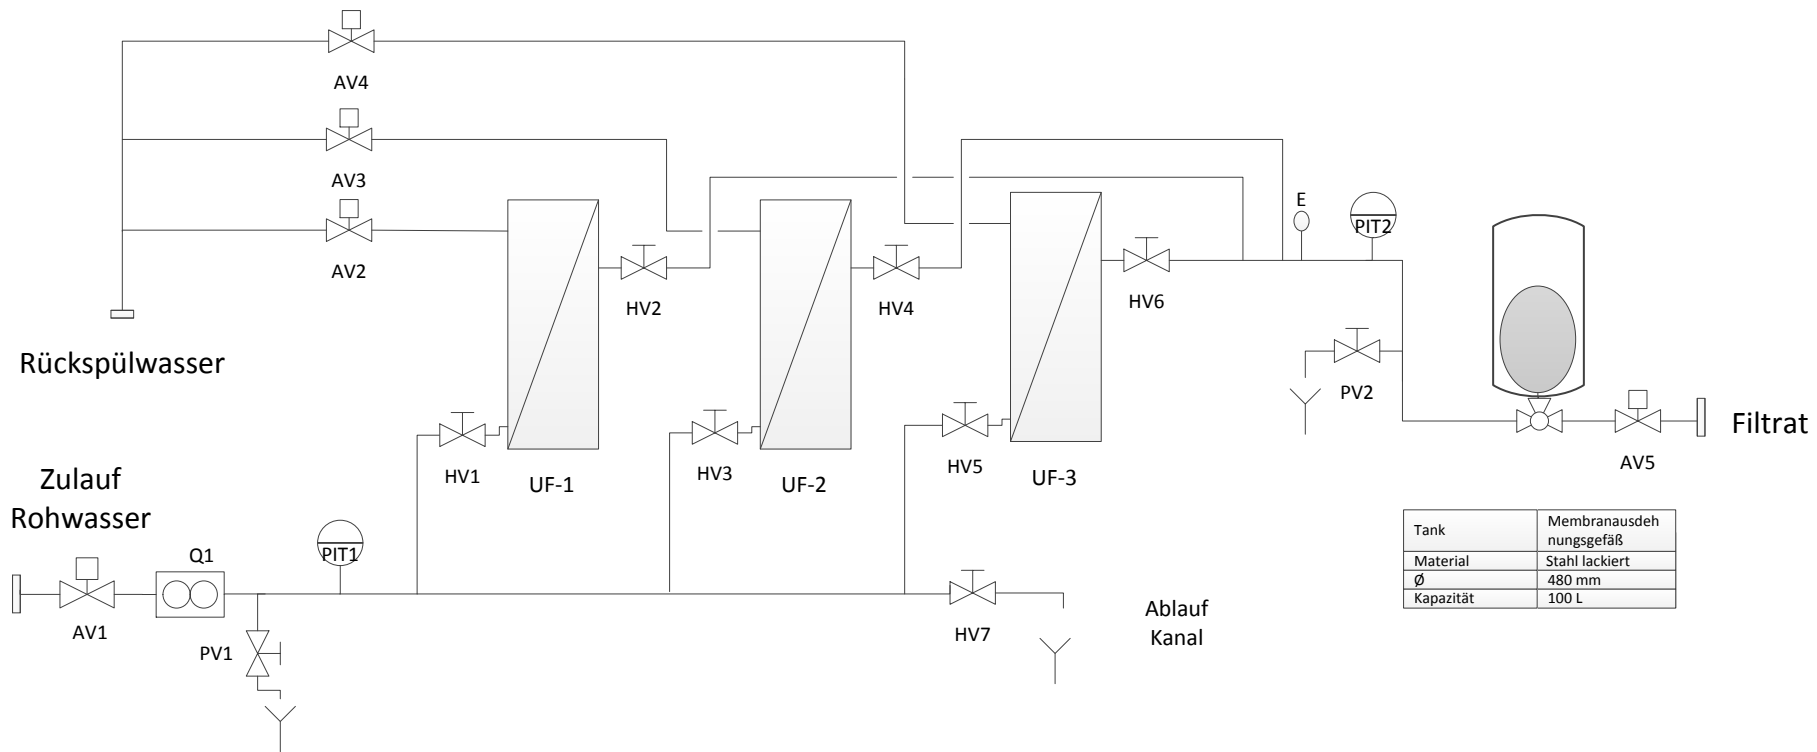 AV4
AV3
AV2
E
PIT2
HV2
HV4
HV6
Rückspülwasser
PV2
Filtrat
AV5
HV1
UF-1
HV3
UF-2
HV5
UF-3
Zulauf
Rohwasser
Q1
PIT1
AV1
PV1
HV7
Ablauf
Kanal
Tank
Membranausdeh
nungsgefäß
Material
Stahl lackiert
Ø
480 mm
Kapazität
100 L